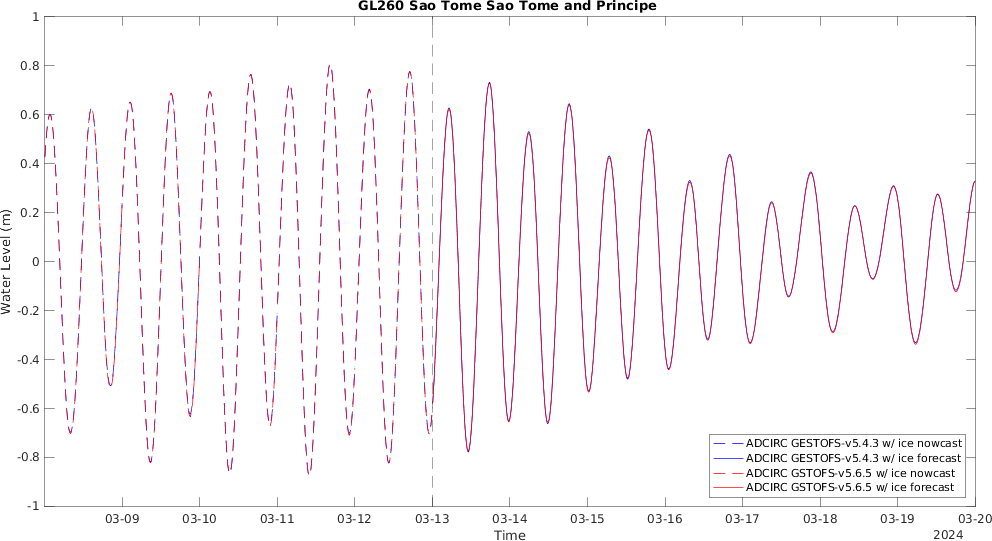 GL260 Sao Tome Sao Tome and Principe
1
0.8
0.6
0.4
0.2
0
-0.2
-0.4
-0.6
-0.8
-1
Water Level (m)
ADCIRC GESTOFS-v5.4.3 w/ ice nowcast
ADCIRC GESTOFS-v5.4.3 w/ ice forecast
ADCIRC GSTOFS-v5.6.5 w/ ice nowcast
ADCIRC GSTOFS-v5.6.5 w/ ice forecast
03-09 03-10 03-11 03-12 03-13 03-14 03-15 03-16 03-17 03-18 03-19 03-20
Time
2024